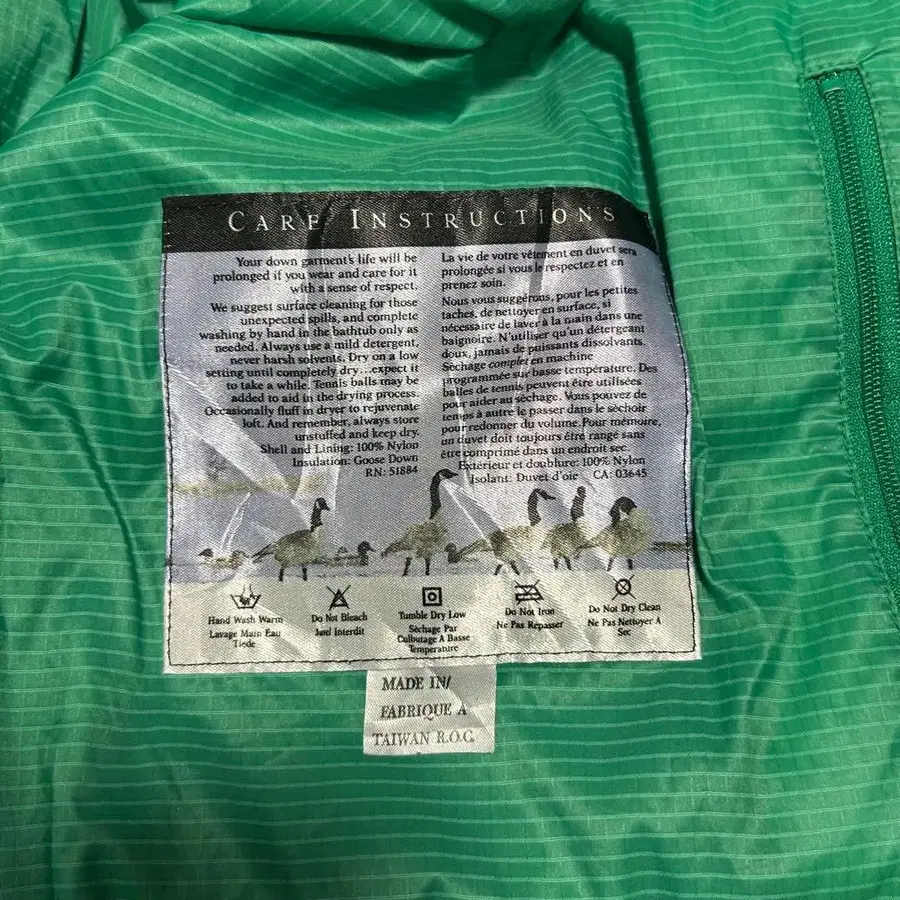 CARE INSTRUCTIONS
Your down garment's life will be
prolonged if you wear and care for it
with a sense of respect.
We suggest surface cleaning for those
unexpected spills, and complete
washing by hand in the bathtub only as
needed. Always use a mild detergent,
never harsh solvents. Dry on a low
setting until completely dry...expect it
to take a while. Tennis balls may be
added to aid in the drying process.
Occasionally fluff in dryer to rejuvenate
loft. And remember, always store
unstuffed and keep dry.
Shell and Lining: 100% Nylon
Insulation: Goose Down
RN: 51884
La vie de votre vêtement en duvet sera
prolongée si vous le respectez et en
prenez soin.
Nous vous suggérons, pour les petites
taches, de nettoyer en surface, si
nécessaire de laver à la main dans une
baignoire. N'utiliser qu'un détergent
doux, jamais de puissants dissolvants.
Séchage complet en machine
programmée sur basse température. Des
balles de tennis peuvent être utilisées
pour aider au séchage. Vous pouvez de
temps à autre le passer dans le séchoir
pour redonner du volume. Pour mémoire,
un duvet doit toujours être rangé sans
être comprimé dans un endroit sec.
Extérieur et doublure: 100% Nylon
Isolant: Duvet d'oie CA: 03645
Hand Wash Warm
Lavage Main Eau
Tiede
Do Not Bleach
Javel Interdit
Tumble Dry Low
Séchage Par
Culbutage A Basse
Température
Do Not Iron
Ne Pas Repasser
Do Not Dry Clean
Ne Pas Nettoyer A
Sec
MADE IN/
FABRIQUE A
TAIWAN R.O.C.